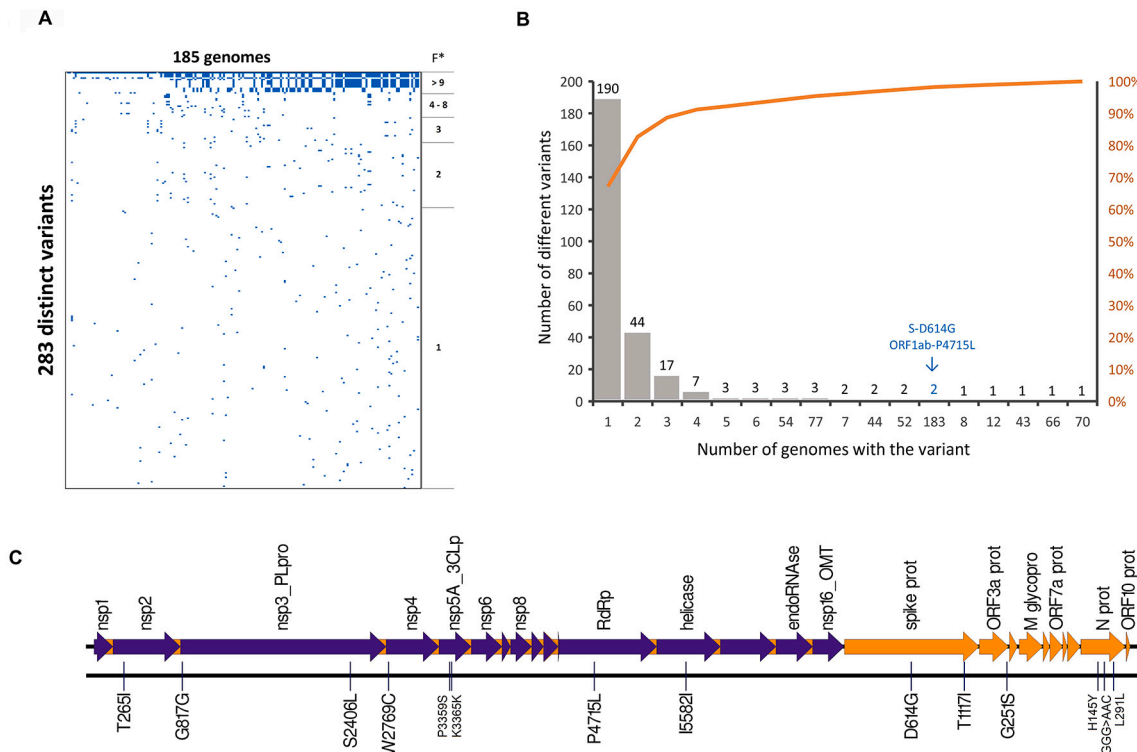 A
185 genomes
F*
> 9
4 - 8
3
2
1
283 distinct variants
B
Number of different variants
200
180
160
140
120
100
80
60
40
20
0
100%
90%
80%
70%
60%
50%
40%
30%
20%
10%
0%
190
44
17
7
3
3
3
3
2
2
2
2
1
1
1
1
1
S-D614G
ORF1ab-P4715L
1 2 3 4 5 6 54 77 7 44 52 183 8 12 43 66 70
Number of genomes with the variant
C
nsp1
nsp2
nsp3_PLpro
nsp4
nsp5A_3CLp
nsp6
nsp8
RdRp
helicase
endoRNAse
nsp16_OMT
spike prot
ORF3a prot
M glycopro
ORF7a prot
N prot
ORF10 prot
T265I
G817G
S2406L
W2769C
P3359S
K3365K
P4715L
I5582I
D614G
T1117I
G251S
H145Y
GGG>AAC
L291L